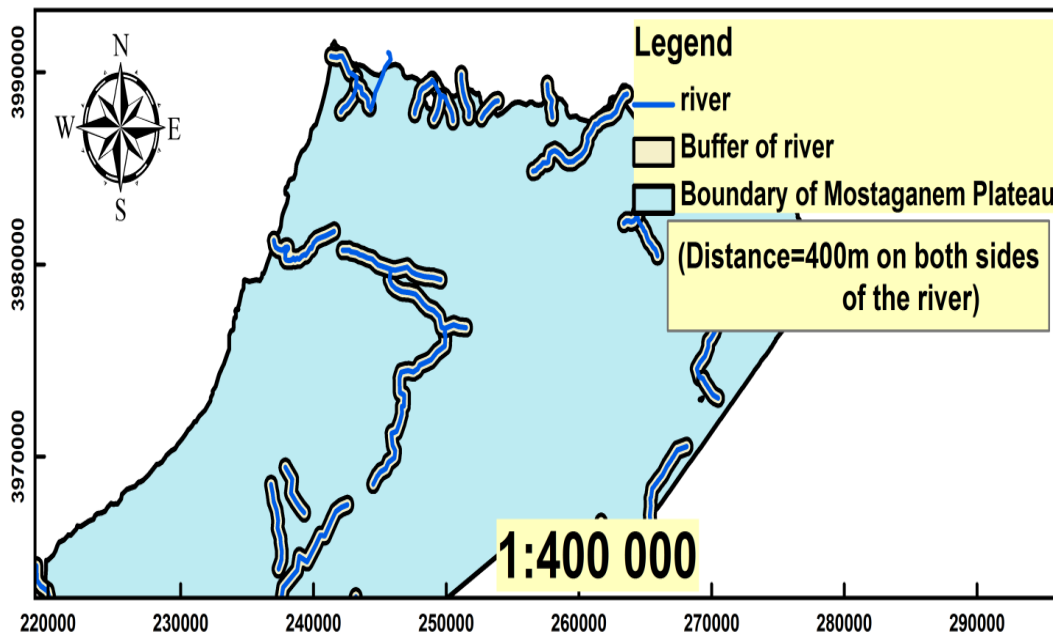 N
W E
S
Legend
river
Buffer of river
Boundary of Mostaganem Plateau
(Distance=400m on both sides
of the river)
1:400 000
3990000
3980000
3970000
220000 230000 240000 250000 260000 270000 280000 290000